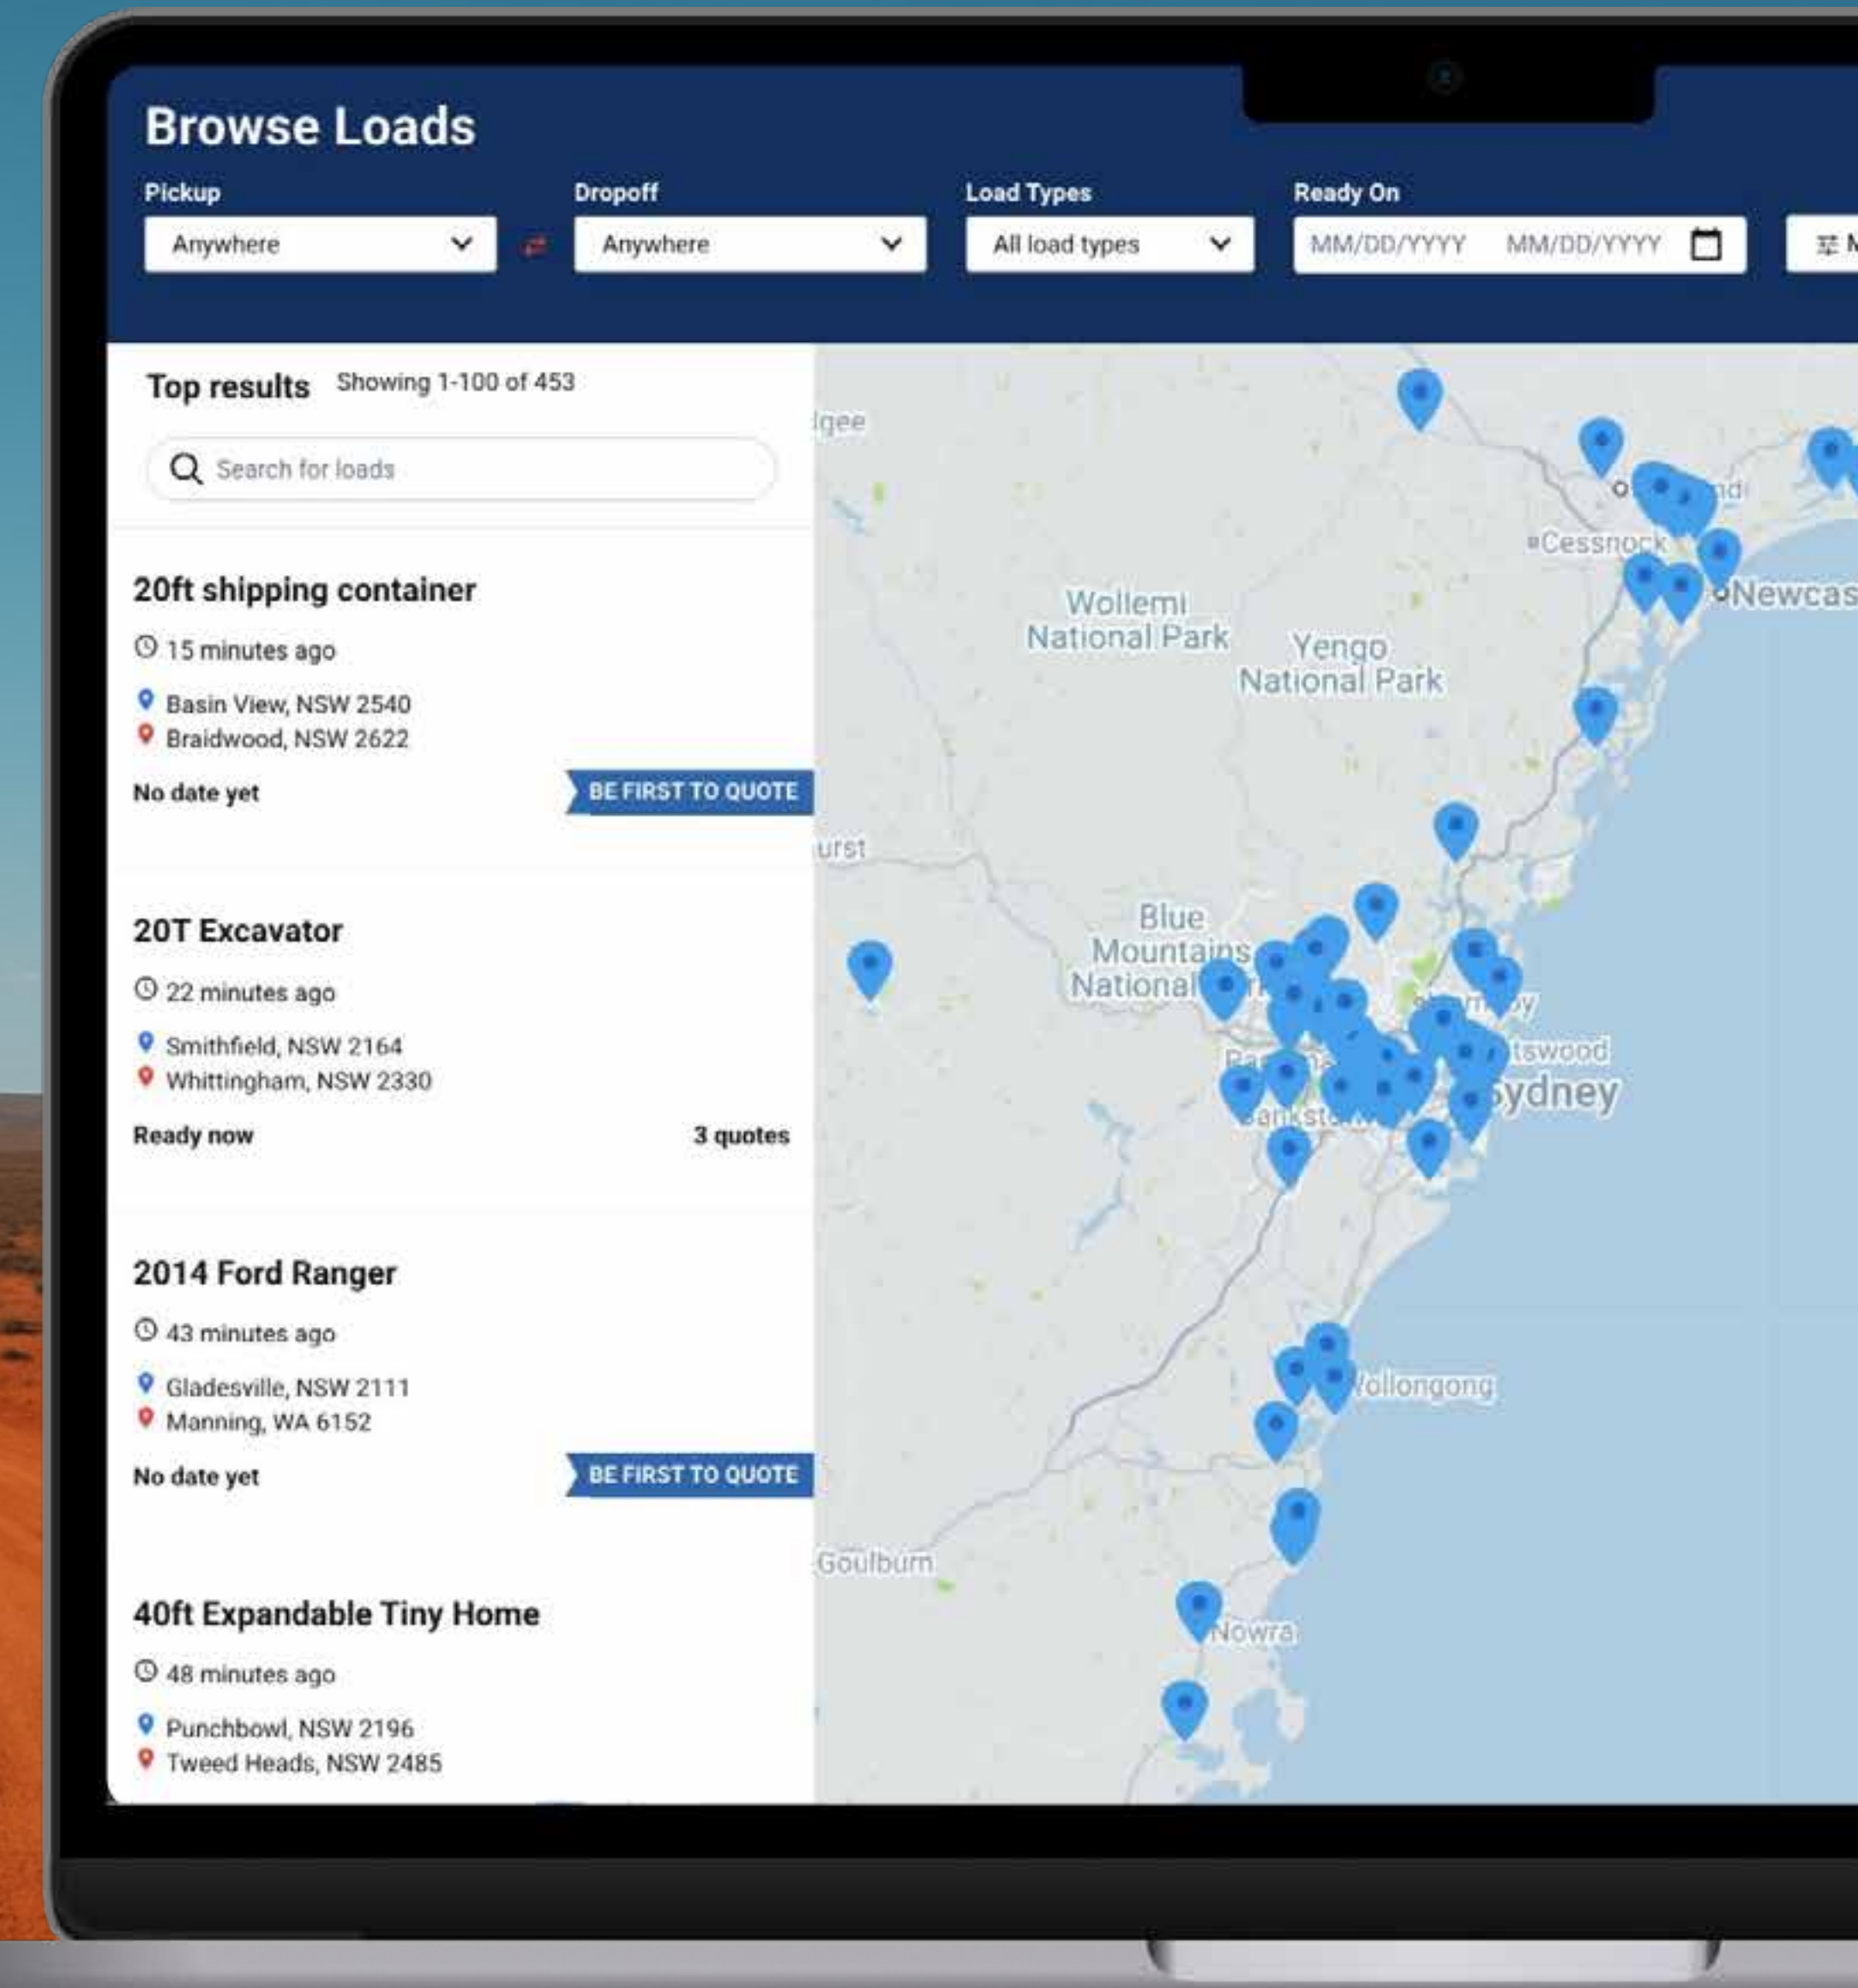 Browse Loads
Pickup
Dropoff
Load Types
Ready On
Anywhere
Anywhere
All load types
MM/DD/YYYY MM/DD/YYYY
Top results Showing 1-100 of 453
Search for loads
20ft shipping container
15 minutes ago
Basin View, NSW 2540
Braidwood, NSW 2622
No date yet
BE FIRST TO QUOTE
20T Excavator
22 minutes ago
Smithfield, NSW 2164
Whittingham, NSW 2330
Ready now
3 quotes
2014 Ford Ranger
43 minutes ago
Gladesville, NSW 2111
Manning, WA 6152
No date yet
BE FIRST TO QUOTE
40ft Expandable Tiny Home
48 minutes ago
Punchbowl, NSW 2196
Tweed Heads, NSW 2485
Cessnock
Newcas
Wollemi
National Park
Yengo
National Park
urst
Blue
Mountains
National
tswood
Sydney
ollongong
Goulburn
Nowra